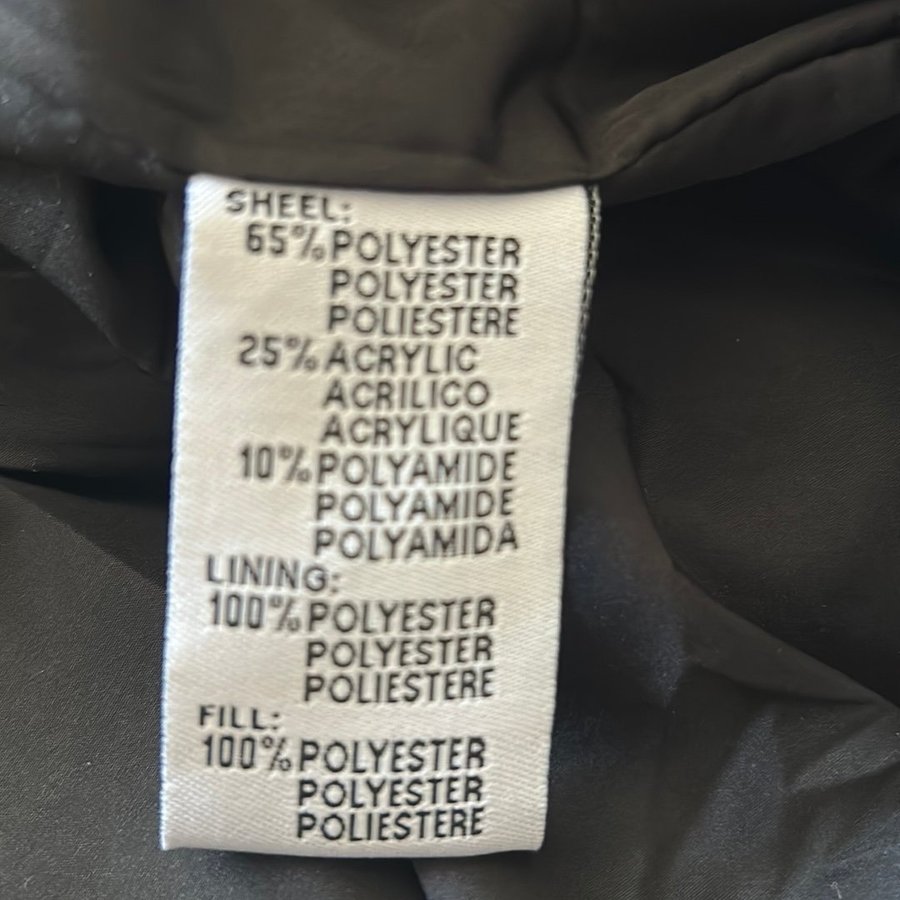 SHEEL:
65% POLYESTER
POLYESTER
POLIESTERE
25% ACRYLIC
ACRILICO
ACRYLIQUE
10% POLYAMIDE
POLYAMIDE
POLYAMIDA
LINING:
100% POLYESTER
POLYESTER
POLIESTERE
FILL:
100% POLYESTER
POLYESTER
POLIESTERE